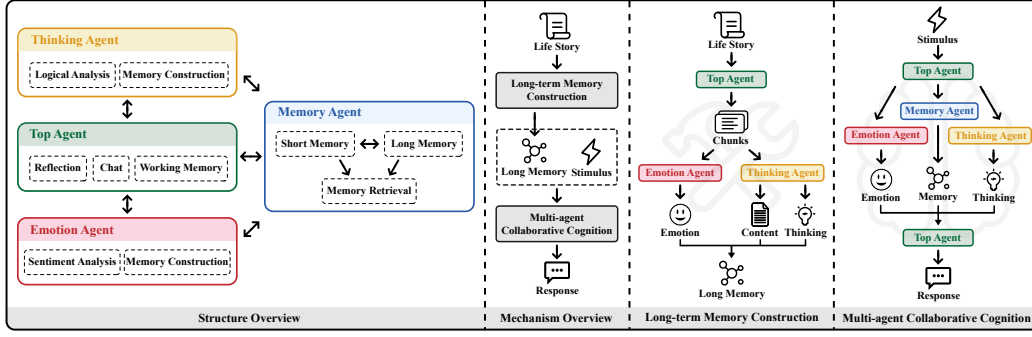 Thinking Agent
Logical Analysis
Memory Construction
Top Agent
Reflection
Chat
Working Memory
Emotion Agent
Sentiment Analysis
Memory Construction
Memory Agent
Short Memory
Long Memory
Memory Retrieval
Structure Overview
Life Story
Long-term Memory
Construction
Long Memory
Stimulus
Multi-agent
Collaborative Cognition
Response
Mechanism Overview
Life Story
Top Agent
Chunks
Emotion Agent
Thinking Agent
Emotion
Content
Thinking
Long Memory
Long-term Memory Construction
Stimulus
Top Agent
Memory Agent
Emotion Agent
Thinking Agent
Emotion
Memory
Thinking
Top Agent
Response
Multi-agent Collaborative Cognition